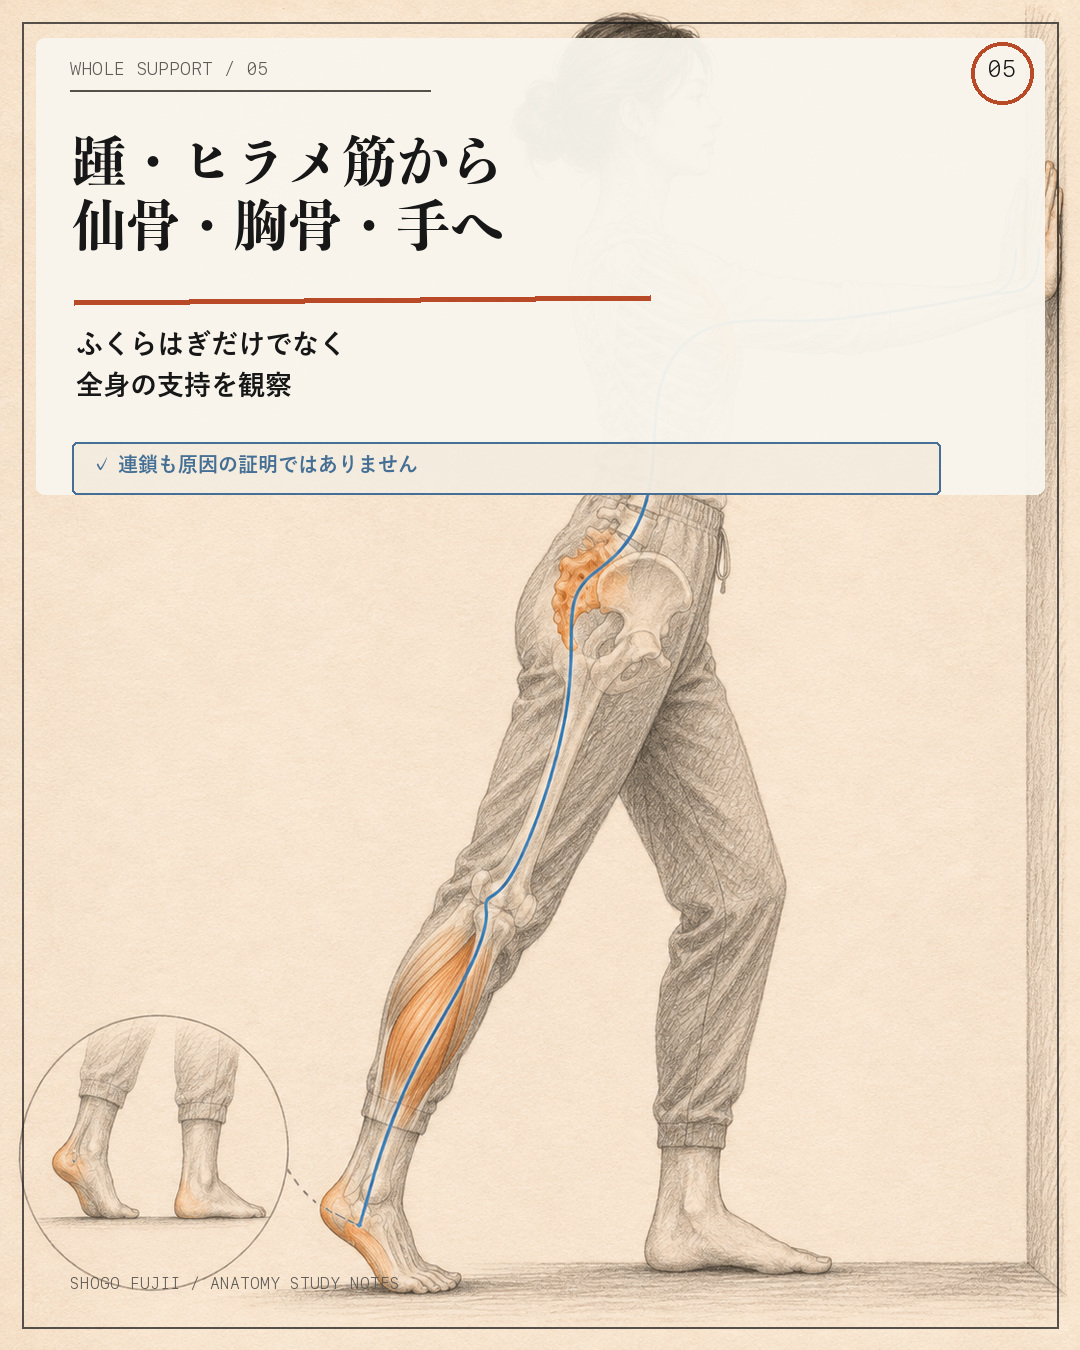 WHOLE SUPPORT / 05
05
踵・ヒラメ筋から
仙骨・胸骨・手へ
ふくらはぎだけでなく
全身の支持を観察
✓ 連鎖も原因の証明ではありません
SHOGO FUJII / ANATOMY STUDY NOTES